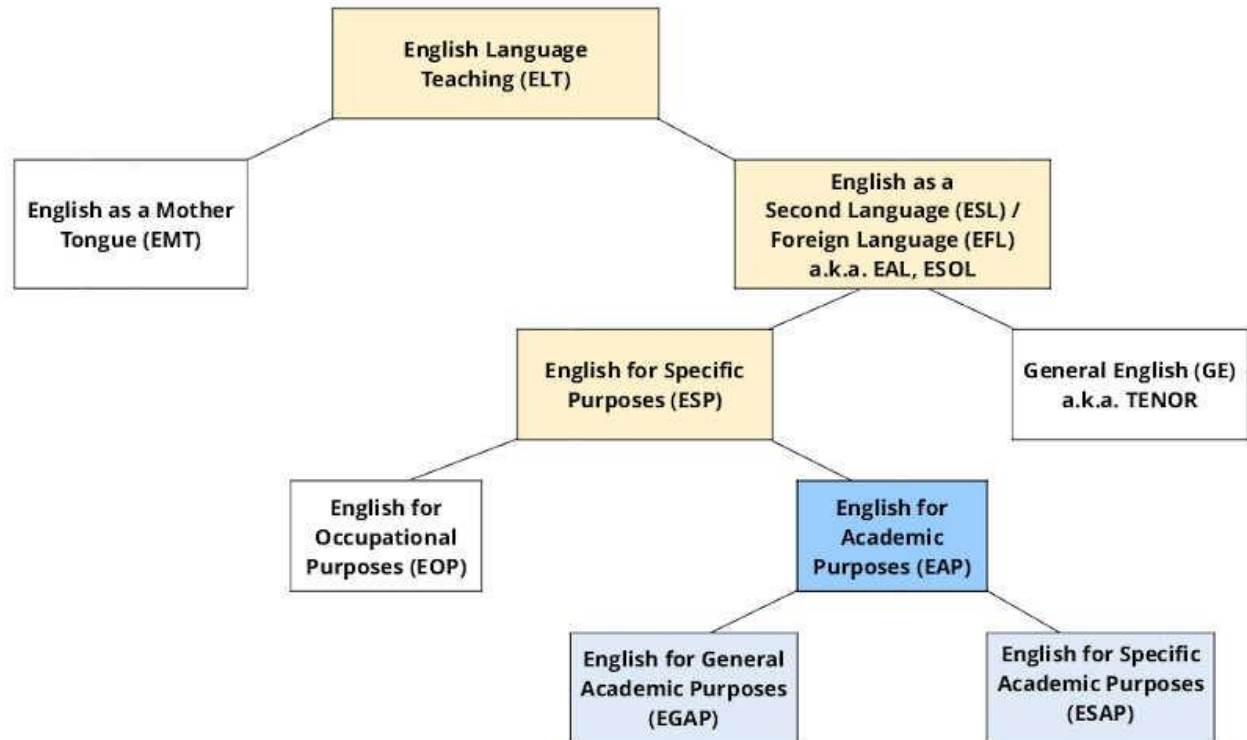 English Language
Teaching (ELT)
English as a Mother
Tongue (EMT)
English as a
Second Language (ESL) /
Foreign Language (EFL)
a.k.a. EAL, ESOL
English for Specific
Purposes (ESP)
General English (GE)
a.k.a. TENOR
English for
Occupational
Purposes (EOP)
English for
Academic
Purposes (EAP)
English for General
Academic Purposes
(EGAP)
English for Specific
Academic Purposes
(ESAP)